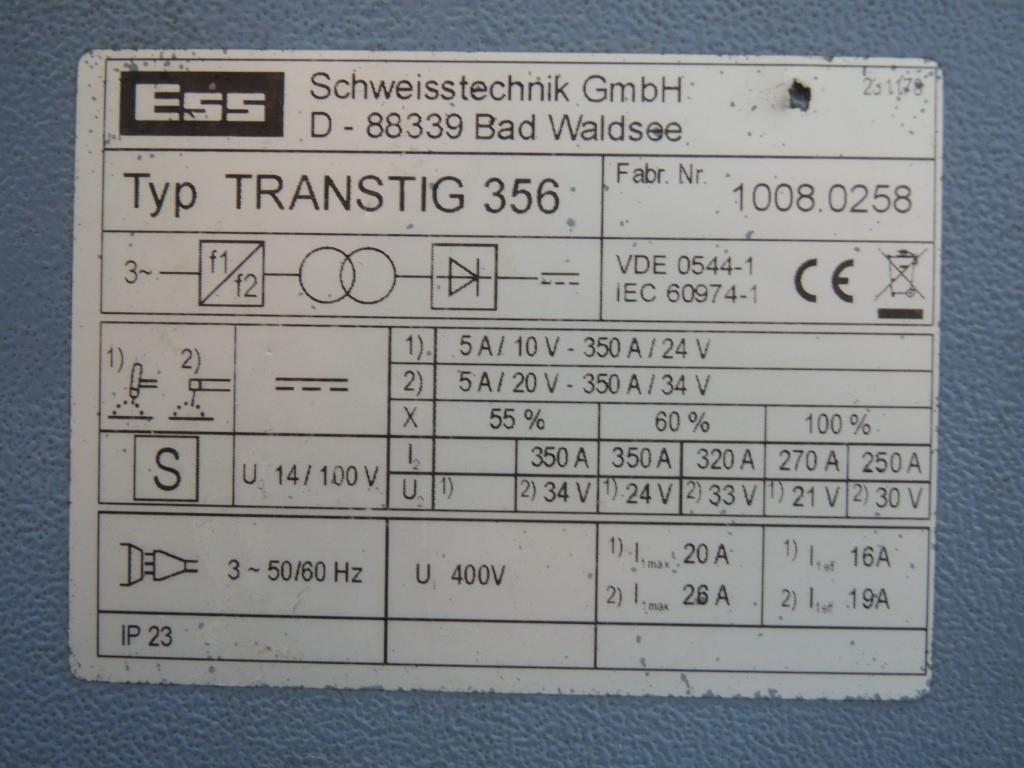 Ess Schweisstechnik GmbH 231178
D - 88339 Bad Waldsee
Typ TRANSTIG 356 Fabr. Nr. 1008.0258
3~ f1/f2 VDE 0544-1 CE
IEC 60974-1
1) 2) 1) 5 A / 10 V - 350 A / 24 V
2) 5 A / 20 V - 350 A / 34 V
X 55 % 60 % 100 %
S U₀ 14 / 100 V I₂ 350 A 350 A 320 A 270 A 250 A
U₂ 1) 2) 34 V 1) 24 V 2) 33 V 1) 21 V 2) 30 V
3 ~ 50/60 Hz U₁ 400V 1) I₁max 20 A 1) I₁eff 16A
2) I₁max 26 A 2) I₁eff 19A
IP 23